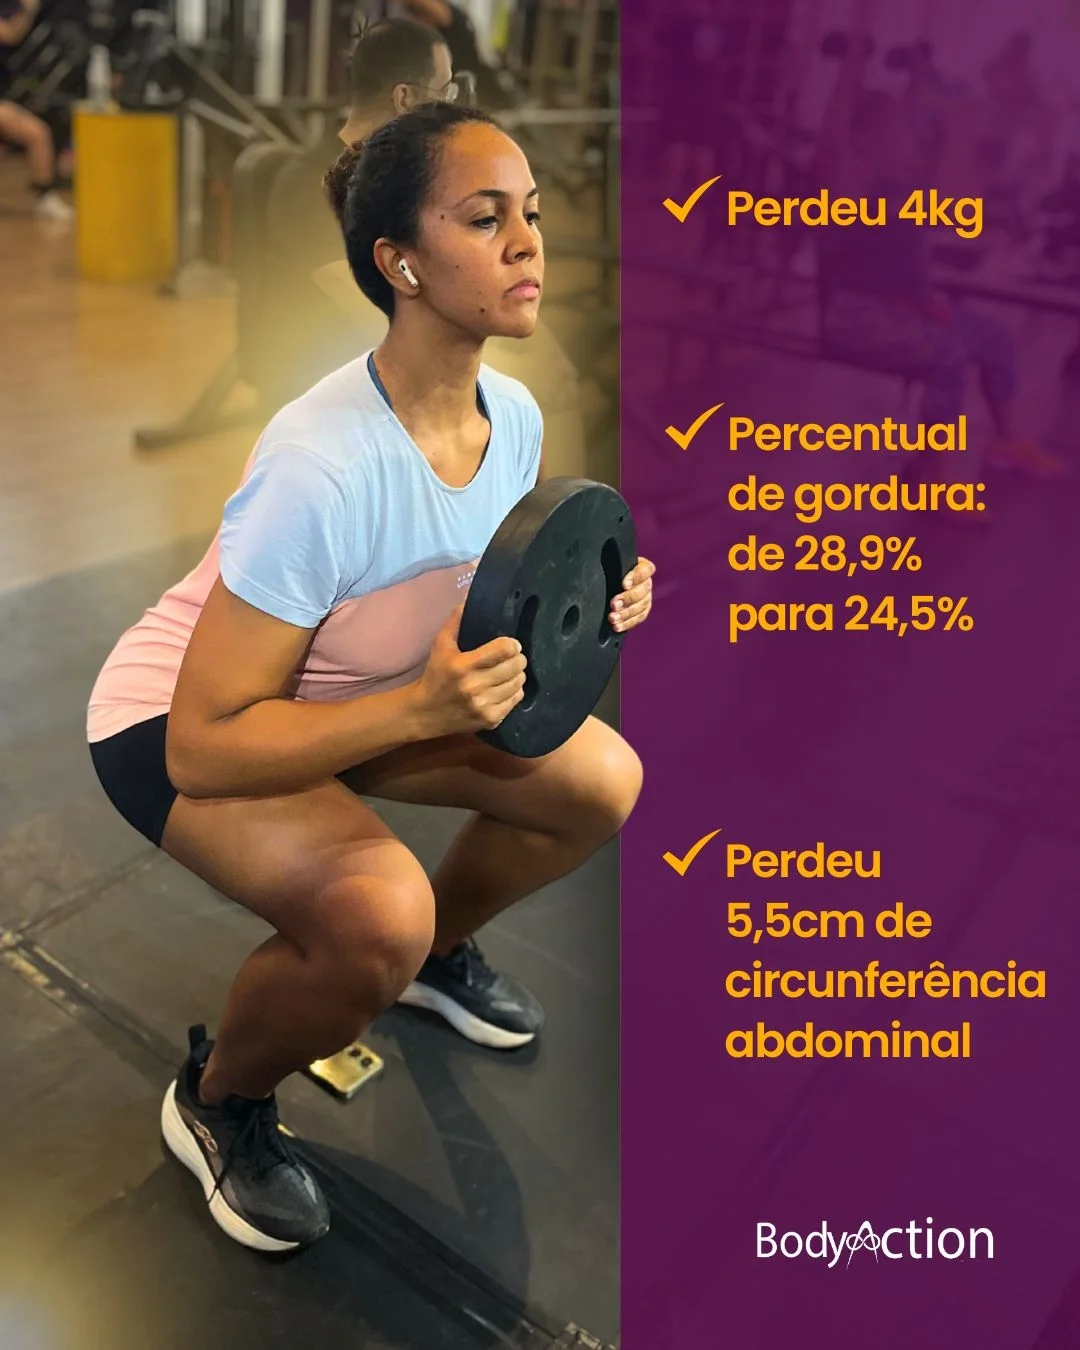 Perdeu 4kg
Percentual
de gordura:
de 28,9%
para 24,5%
Perdeu
5,5cm de
circunferência
abdominal
BodyAction